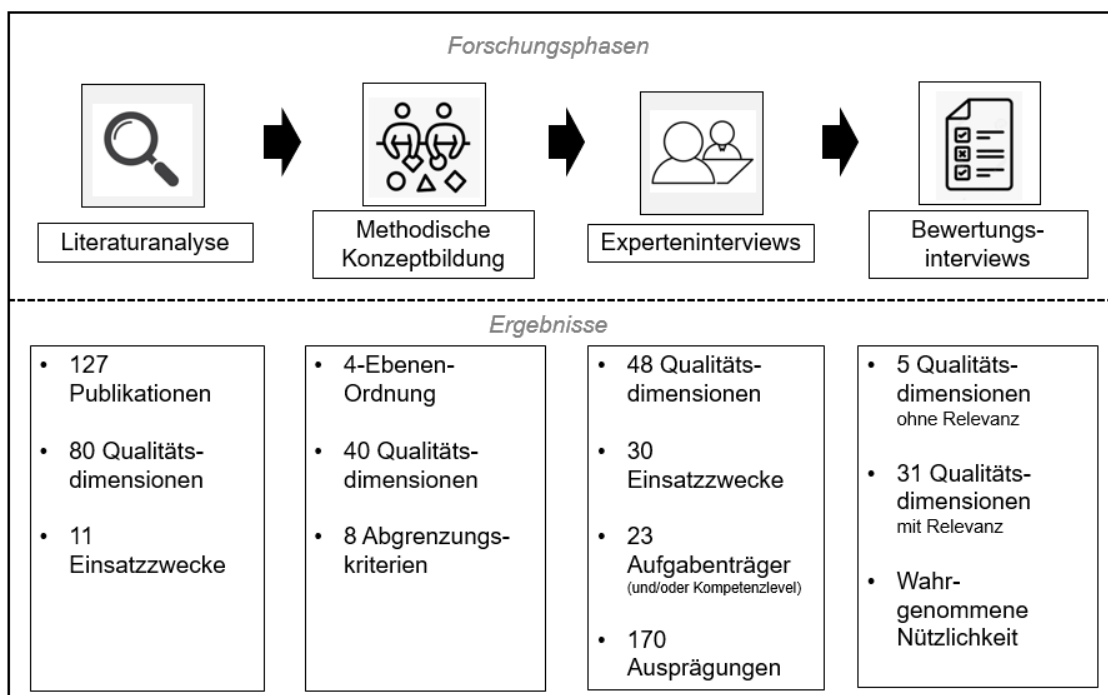 Forschungsphasen
Literaturanalyse
Methodische
Konzeptbildung
Experteninterviews
Bewertungs-
interviews
Ergebnisse
• 127
Publikationen
• 80 Qualitäts-
dimensionen
• 11
Einsatzzwecke
• 4-Ebenen-
Ordnung
• 40 Qualitäts-
dimensionen
• 8 Abgrenzungs-
kriterien
• 48 Qualitäts-
dimensionen
• 30
Einsatzzwecke
• 23
Aufgabenträger
(und/oder Kompetenzlevel)
• 170
Ausprägungen
• 5 Qualitäts-
dimensionen
ohne Relevanz
• 31 Qualitäts-
dimensionen
mit Relevanz
• Wahr-
genommene
Nützlichkeit